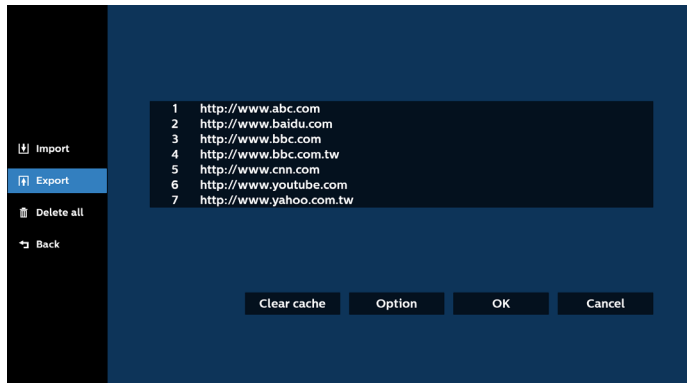 Import
Export
Delete all
Back
1 http://www.abc.com
2 http://www.baidu.com
3 http://www.bbc.com
4 http://www.bbc.com.tw
5 http://www.cnn.com
6 http://www.youtube.com
7 http://www.yahoo.com.tw
Clear cache Option OK Cancel